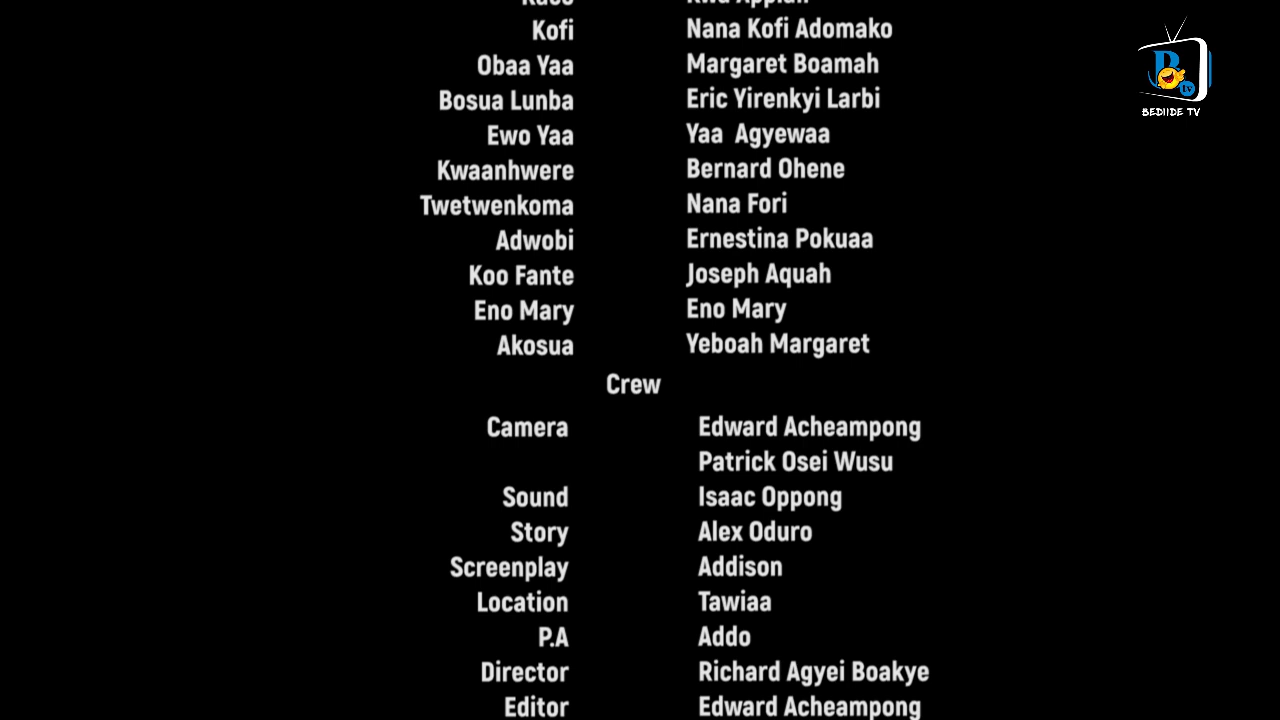 Kofi Nana Kofi Adomako
Obaa Yaa Margaret Boamah
Bosua Lunba Eric Yirenkyi Larbi
Ewo Yaa Yaa Agyewaa
Kwaanhwere Bernard Ohene
Twetwenkoma Nana Fori
Adwobi Ernestina Pokuaa
Koo Fante Joseph Aquah
Eno Mary Eno Mary
Akosua Yeboah Margaret
Crew
Camera Edward Acheampong
Patrick Osei Wusu
Sound Isaac Oppong
Story Alex Oduro
Screenplay Addison
Location Tawiaa
P.A Addo
Director Richard Agyei Boakye
Editor Edward Acheampong
B tv
BEDIIDE TV